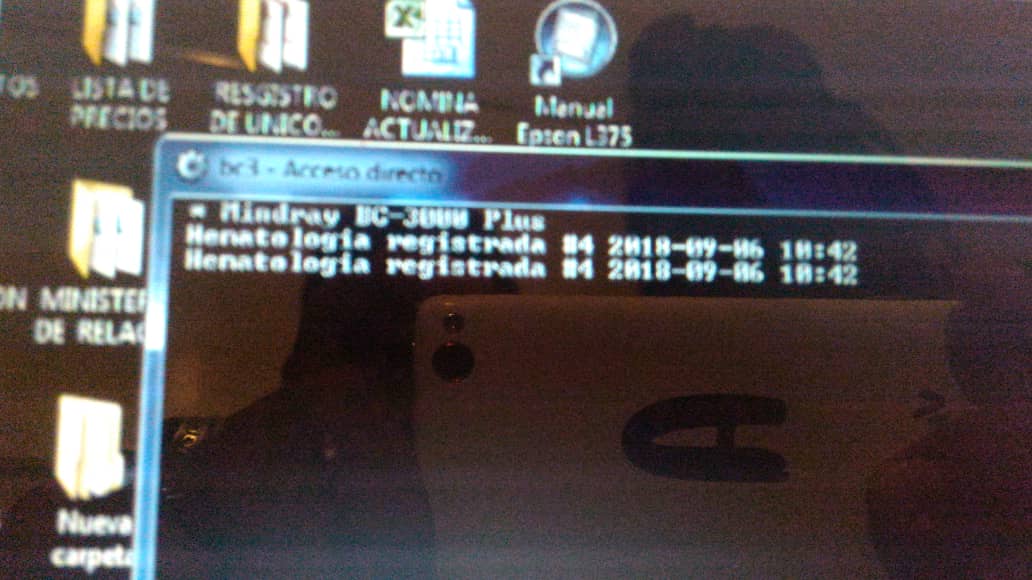 TOS
LISTA DE
PRECIOS
RESGISTRO
DE UNICO...
NOMINA
ACTUALIZ...
Manual
Epson L375
bc3 - Acceso directo
* Mindray BC-3000 Plus
Hematologia registrada #4 2018-09-06 10:42
Hematologia registrada #4 2018-09-06 10:42
ON MINISTER
DE RELAC
Nueva
carpeta